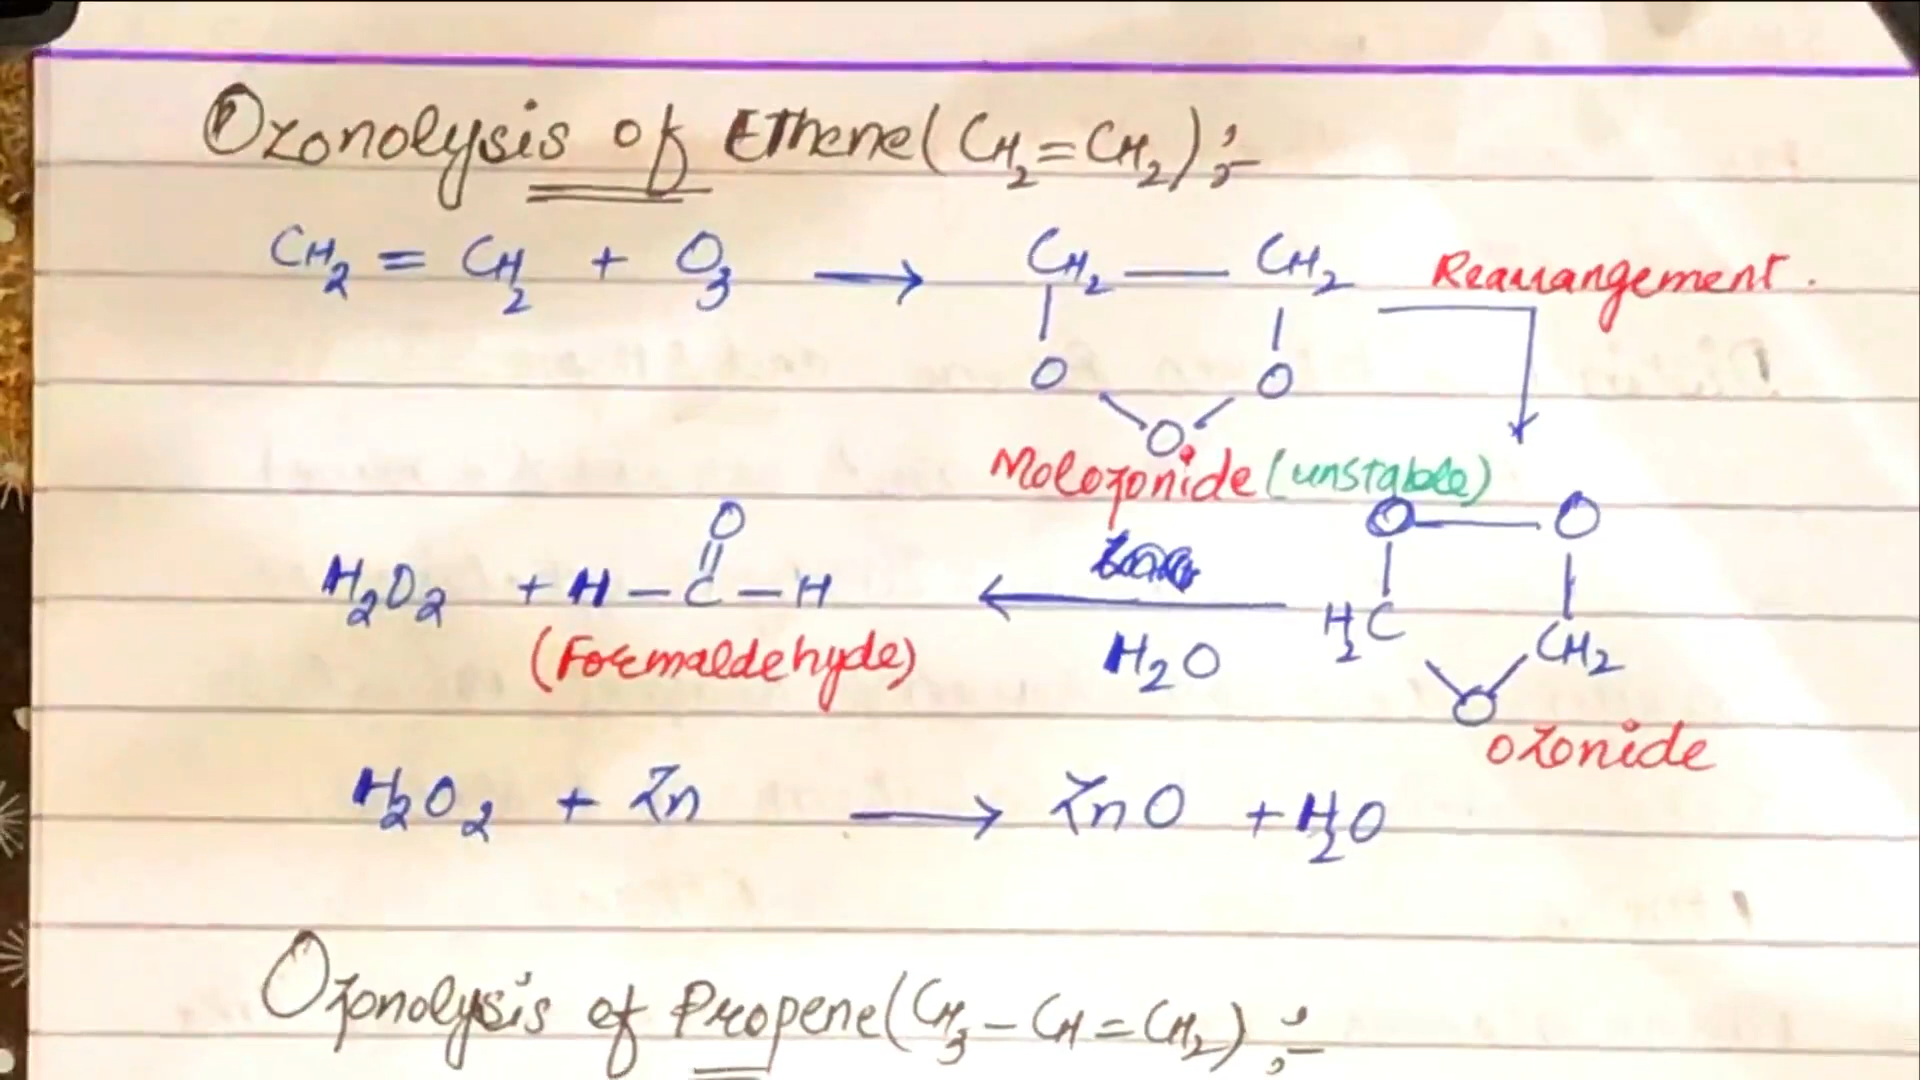 Ozonolysis of Ethene (CH₂=CH₂) :-
CH₂ = CH₂ + O₃ → CH₂ — CH₂ Rearrangement.
O O
O
Molozonide (unstable)
O — O
O
H₂O₂ + H — C — H ←
H₂C CH₂
(Formaldehyde) H₂O
O
Ozonide
H₂O₂ + Zn → ZnO + H₂O
Ozonolysis of Propene (CH₃ – CH = CH₂) :-